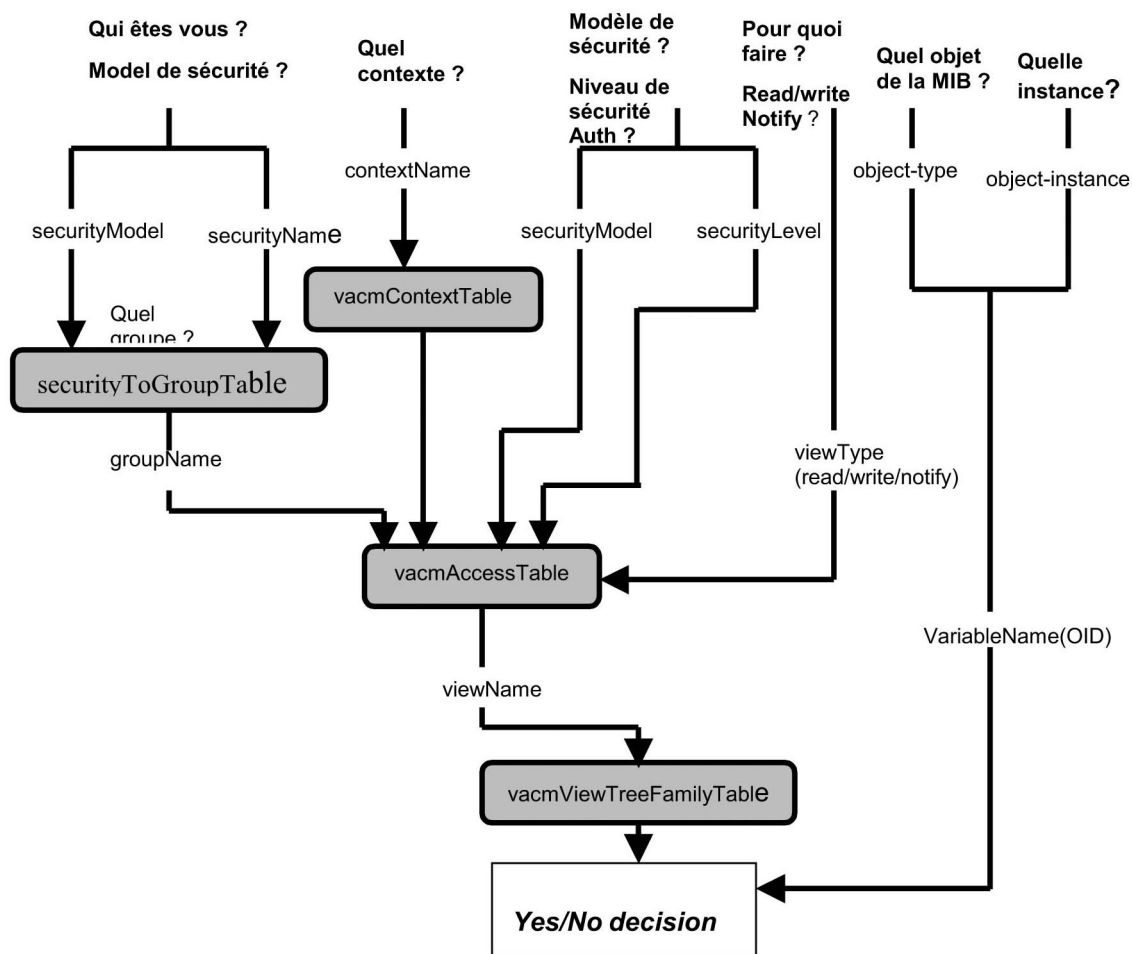 Qui êtes vous ?
Model de sécurité ?
Quel
contexte ?
Modèle de
sécurité ?
Niveau de
sécurité
Auth ?
Pour quoi
faire ?
Read/write
Notify ?
Quel objet
de la MIB ?
Quelle
instance?
contextName
object-type
object-instance
securityModel
securityName
securityModel
securityLevel
vacmContextTable
Quel
groupe ?
securityToGroupTable
groupName
viewType
(read/write/notify)
vacmAccessTable
VariableName(OID)
viewName
vacmViewTreeFamilyTable
Yes/No decision